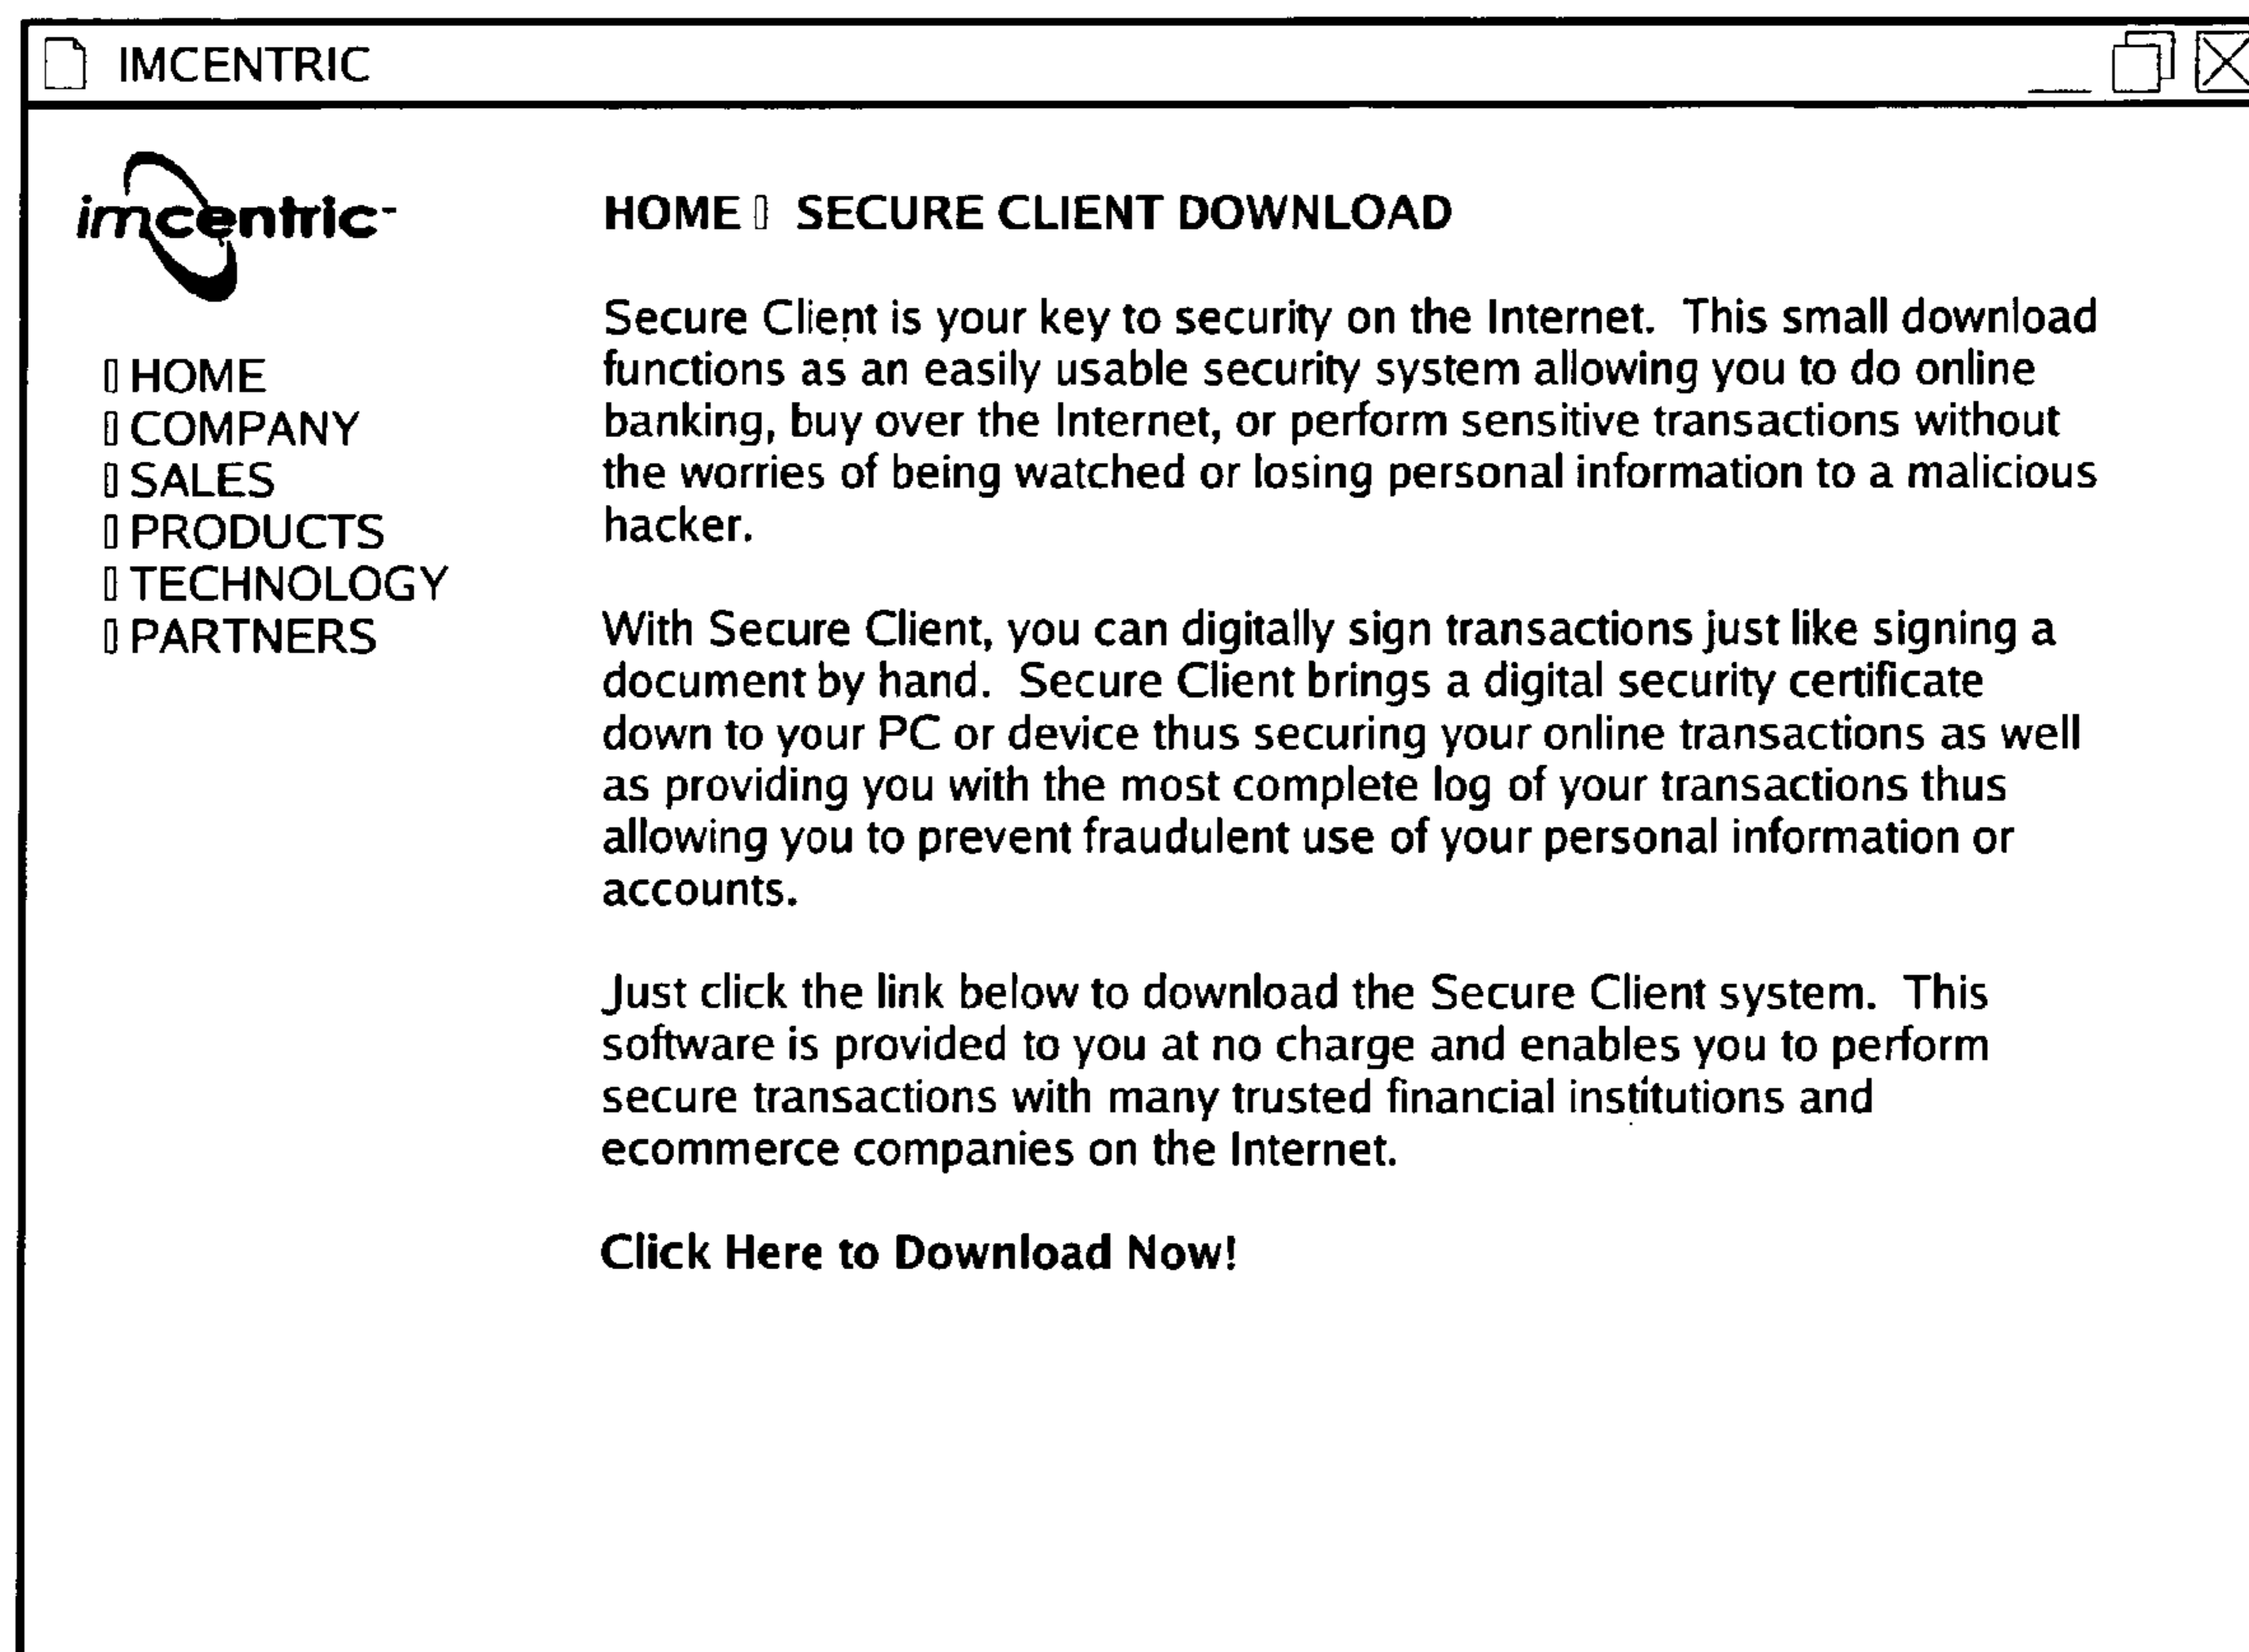 IMCENTRIC
imcentric
HOME
COMPANY
SALES
PRODUCTS
TECHNOLOGY
PARTNERS
HOME ▯ SECURE CLIENT DOWNLOAD
Secure Client is your key to security on the Internet. This small download
functions as an easily usable security system allowing you to do online
banking, buy over the Internet, or perform sensitive transactions without
the worries of being watched or losing personal information to a malicious
hacker.
With Secure Client, you can digitally sign transactions just like signing a
document by hand. Secure Client brings a digital security certificate
down to your PC or device thus securing your online transactions as well
as providing you with the most complete log of your transactions thus
allowing you to prevent fraudulent use of your personal information or
accounts.
Just click the link below to download the Secure Client system. This
software is provided to you at no charge and enables you to perform
secure transactions with many trusted financial institutions and
ecommerce companies on the Internet.
Click Here to Download Now!